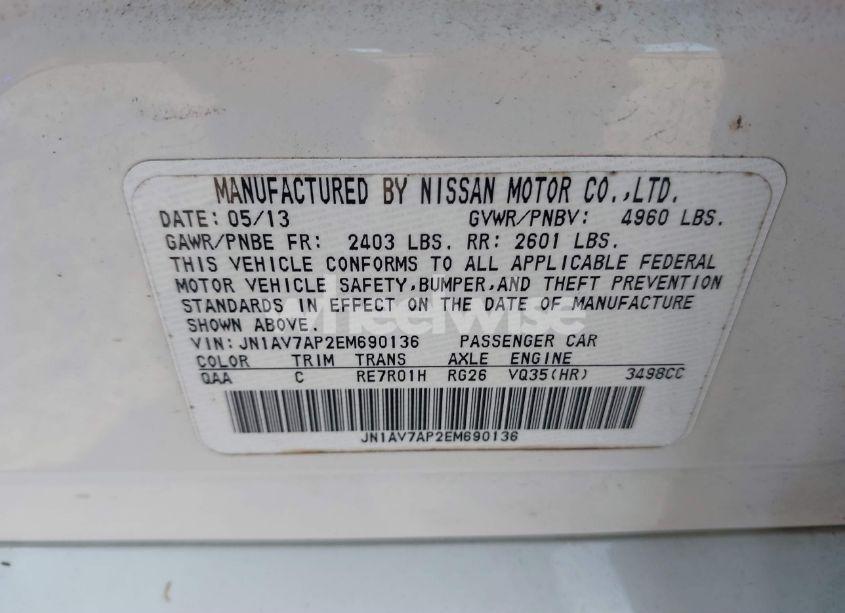 MANUFACTURED BY NISSAN MOTOR CO.,LTD.
DATE: 05/13 GVWR/PNBV: 4960 LBS.
GAWR/PNBE FR: 2403 LBS. RR: 2601 LBS.
THIS VEHICLE CONFORMS TO ALL APPLICABLE FEDERAL
MOTOR VEHICLE SAFETY,BUMPER,AND THEFT PREVENTION
STANDARDS IN EFFECT ON THE DATE OF MANUFACTURE
SHOWN ABOVE.
wheelwise
VIN: JN1AV7AP2EM690136 PASSENGER CAR
COLOR TRIM TRANS AXLE ENGINE
QAA C RE7R01H RG26 VQ35(HR) 3498CC
JN1AV7AP2EM690136